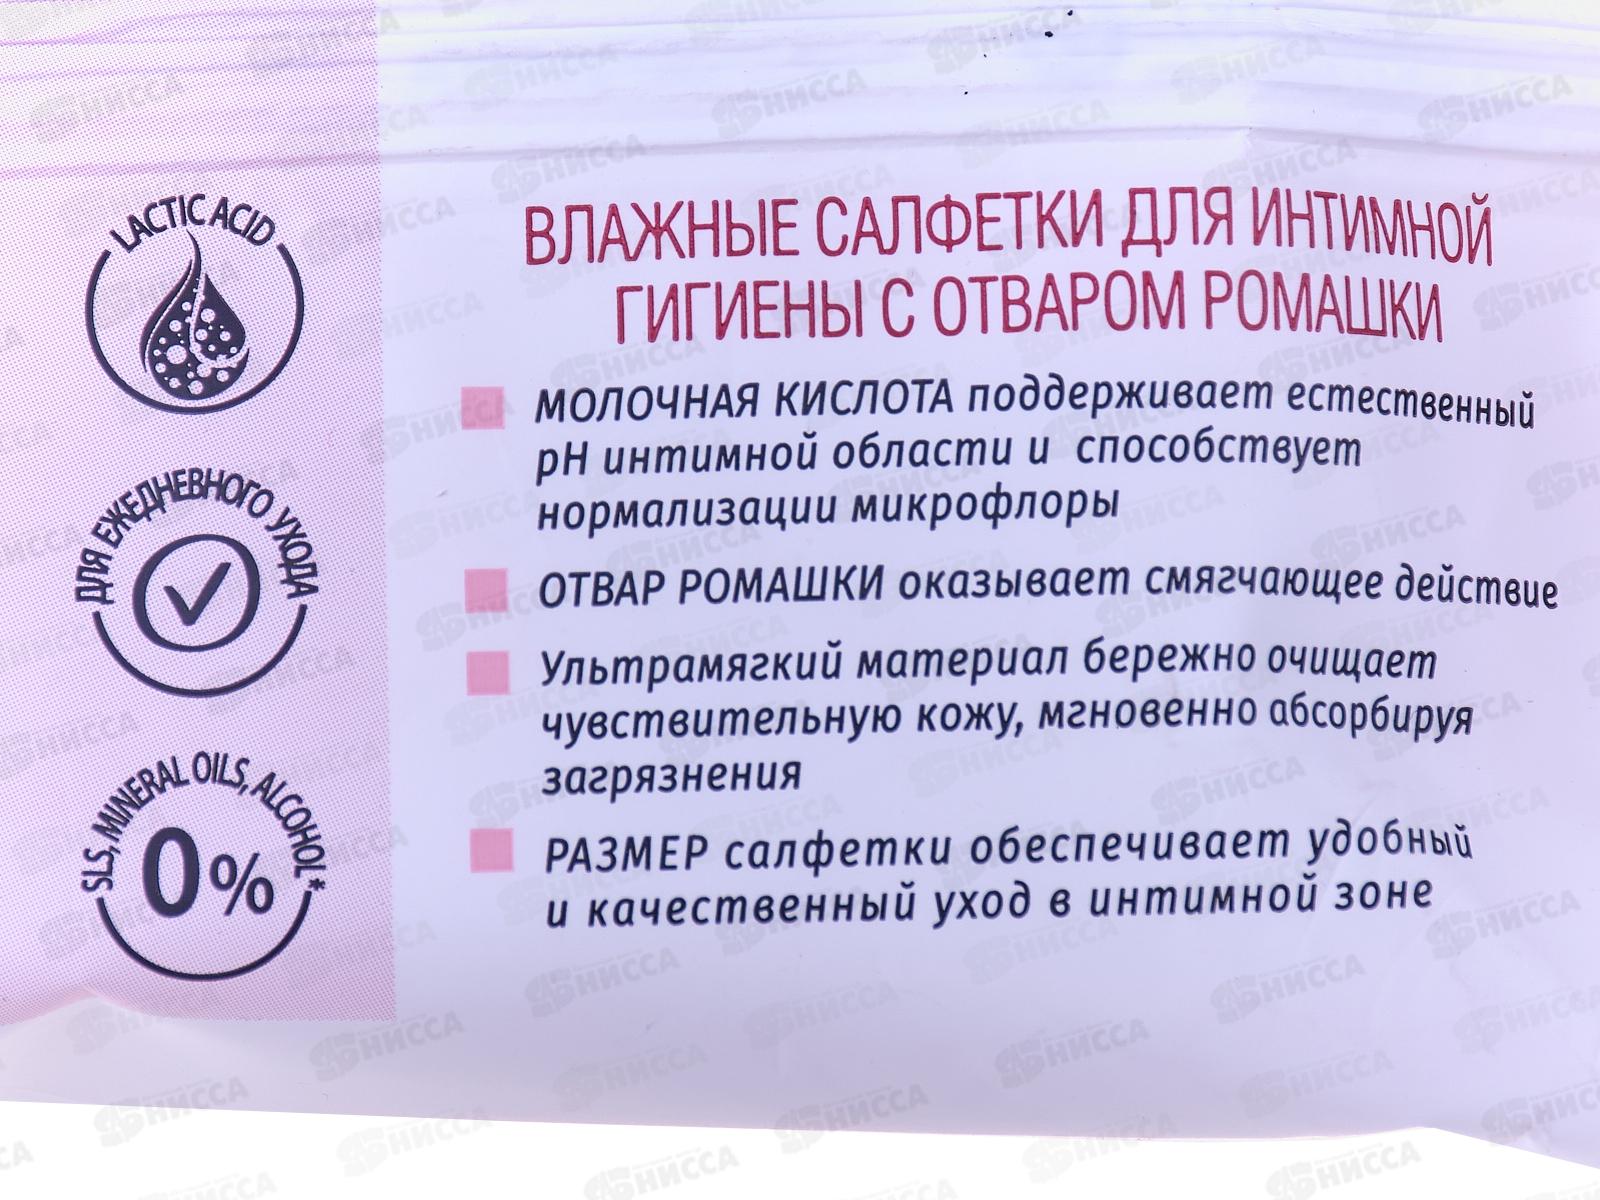 LACTIC ACID
ДЛЯ ЕЖЕДНЕВНОГО УХОДА
SLS, MINERAL OILS, ALCOHOL*
0%
ВЛАЖНЫЕ САЛФЕТКИ ДЛЯ ИНТИМНОЙ
ГИГИЕНЫ С ОТВАРОМ РОМАШКИ
МОЛОЧНАЯ КИСЛОТА поддерживает естественный
pH интимной области и способствует
нормализации микрофлоры
ОТВАР РОМАШКИ оказывает смягчающее действие
Ультрамягкий материал бережно очищает
чувствительную кожу, мгновенно абсорбируя
загрязнения
РАЗМЕР салфетки обеспечивает удобный
и качественный уход в интимной зоне
НИССА